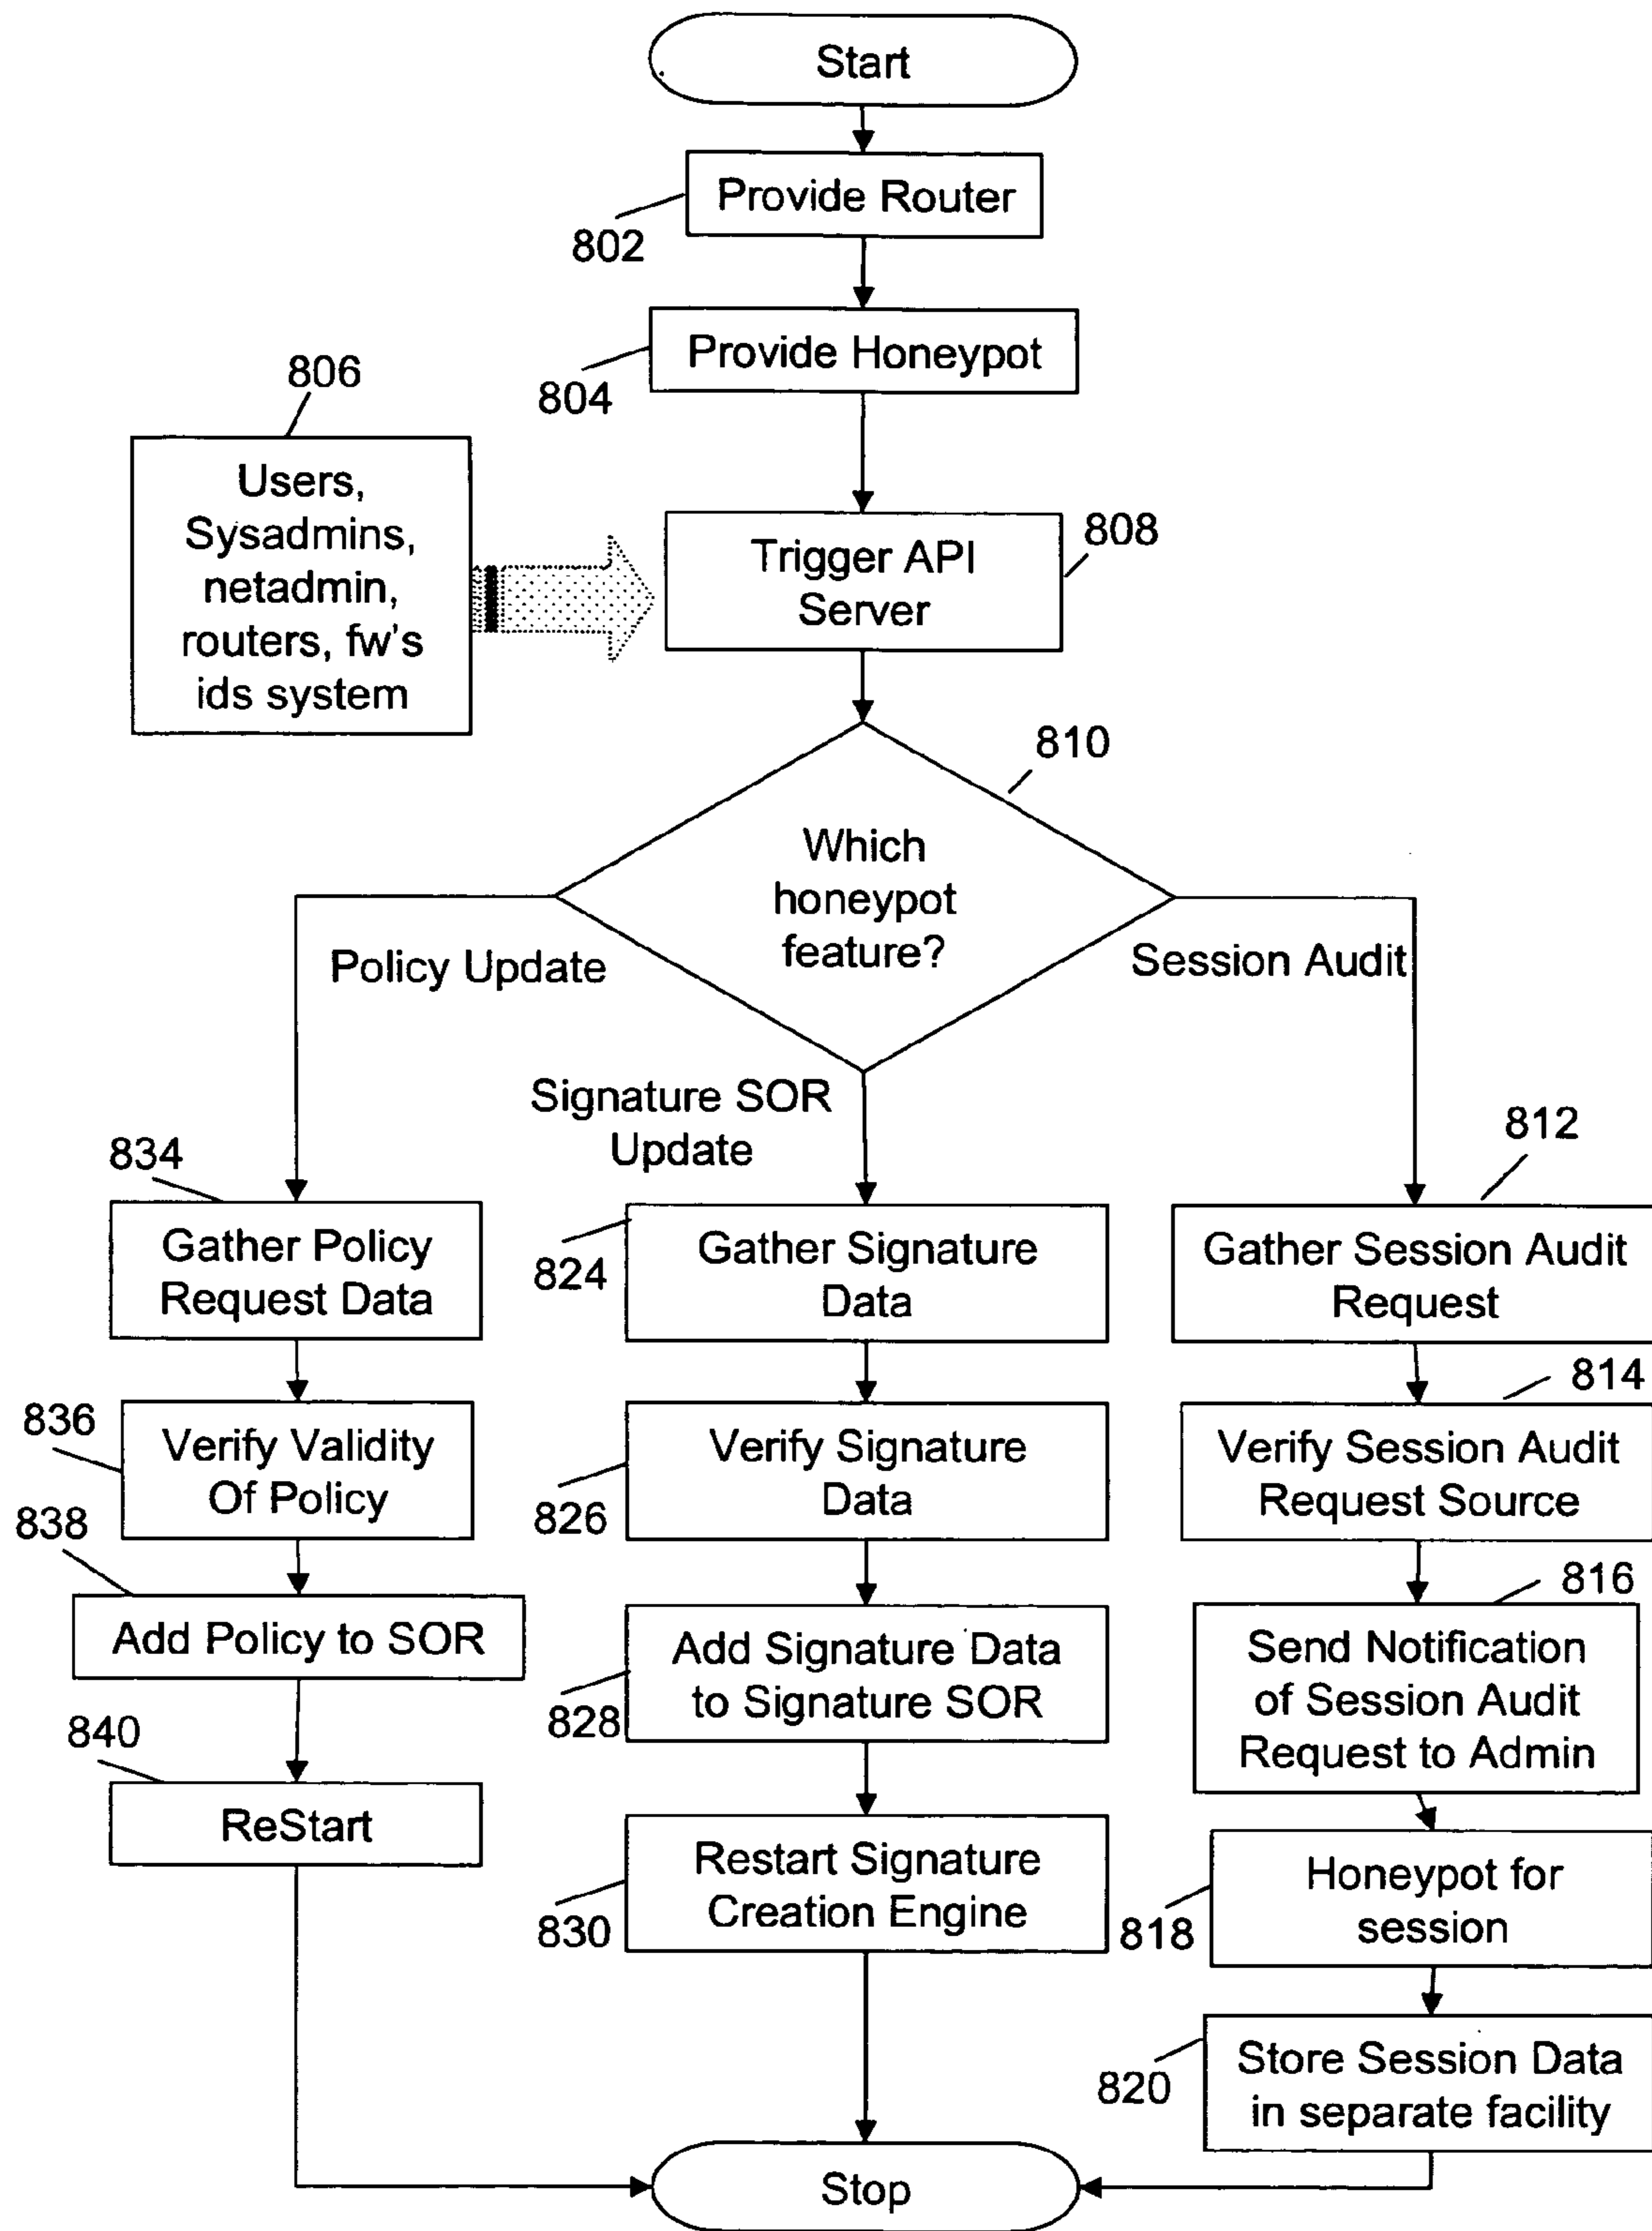 Start
Provide Router
802
Provide Honeypot
804
806
Users,
Sysadmins,
netadmin,
routers, fw's
ids system
Trigger API
Server
808
810
Which
honeypot
feature?
Policy Update
Signature SOR
Update
Session Audit
834
Gather Policy
Request Data
836
Verify Validity
Of Policy
838
Add Policy to SOR
840
ReStart
824
Gather Signature
Data
826
Verify Signature
Data
828
Add Signature Data
to Signature SOR
830
Restart Signature
Creation Engine
812
Gather Session Audit
Request
814
Verify Session Audit
Request Source
816
Send Notification
of Session Audit
Request to Admin
818
Honeypot for
session
820
Store Session Data
in separate facility
Stop